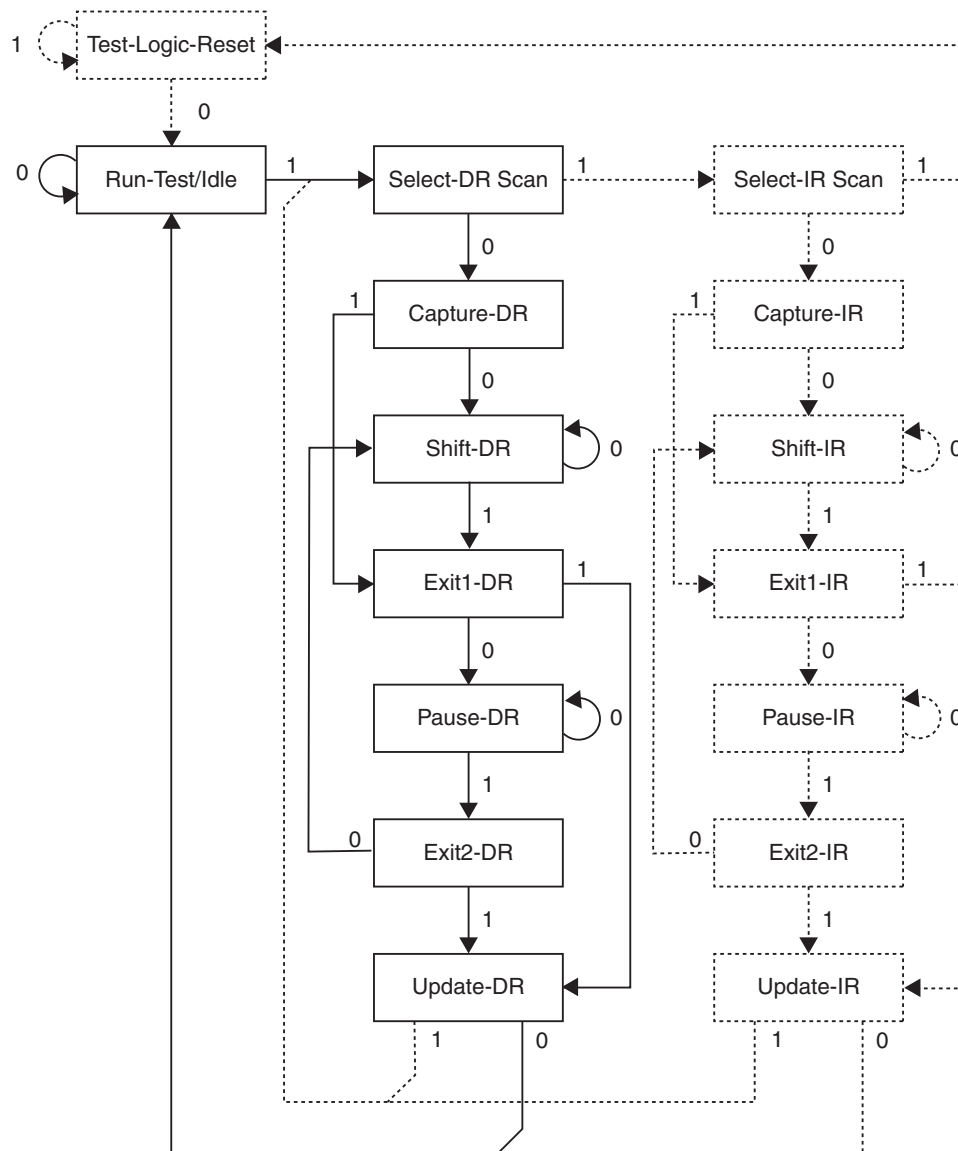 1 Test-Logic-Reset
0
0 Run-Test/Idle 1 Select-DR Scan 1 Select-IR Scan 1
0 0
1 Capture-DR 1 Capture-IR
0 0
Shift-DR 0 Shift-IR 0
1 1
Exit1-DR 1 Exit1-IR 1
0 0
Pause-DR 0 Pause-IR 0
1 1
0 Exit2-DR 0 Exit2-IR
1 1
Update-DR Update-IR
1 0 1 0